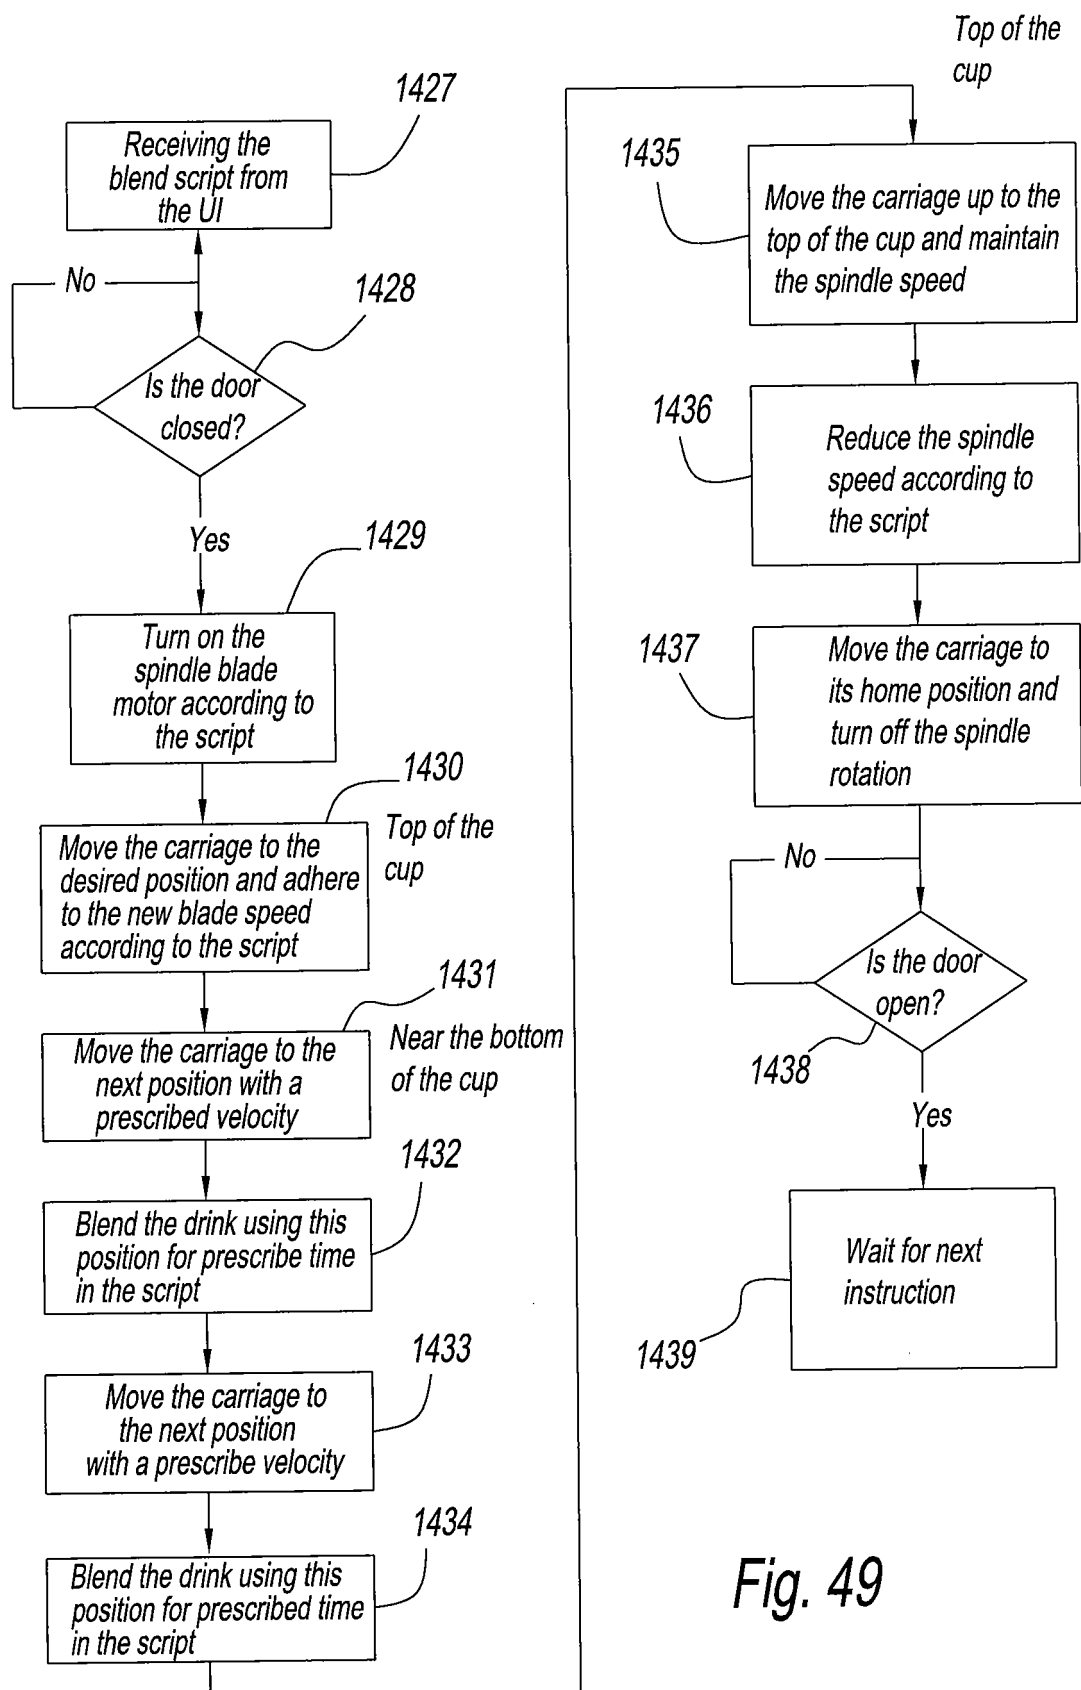 1427
Receiving the
blend script from
the UI
No
1428
Is the door
closed?
Yes
1429
Turn on the
spindle blade
motor according to
the script
1430
Top of the
cup
Move the carriage to the
desired position and adhere
to the new blade speed
according to the script
1431
Near the bottom
of the cup
Move the carriage to the
next position with a
prescribed velocity
1432
Blend the drink using this
position for prescribe time
in the script
1433
Move the carriage to
the next position
with a prescribe velocity
1434
Blend the drink using this
position for prescribed time
in the script
Top of the
cup
1435
Move the carriage up to the
top of the cup and maintain
the spindle speed
1436
Reduce the spindle
speed according to
the script
1437
Move the carriage to
its home position and
turn off the spindle
rotation
No
Is the door
open?
1438
Yes
Wait for next
instruction
1439
Fig. 49